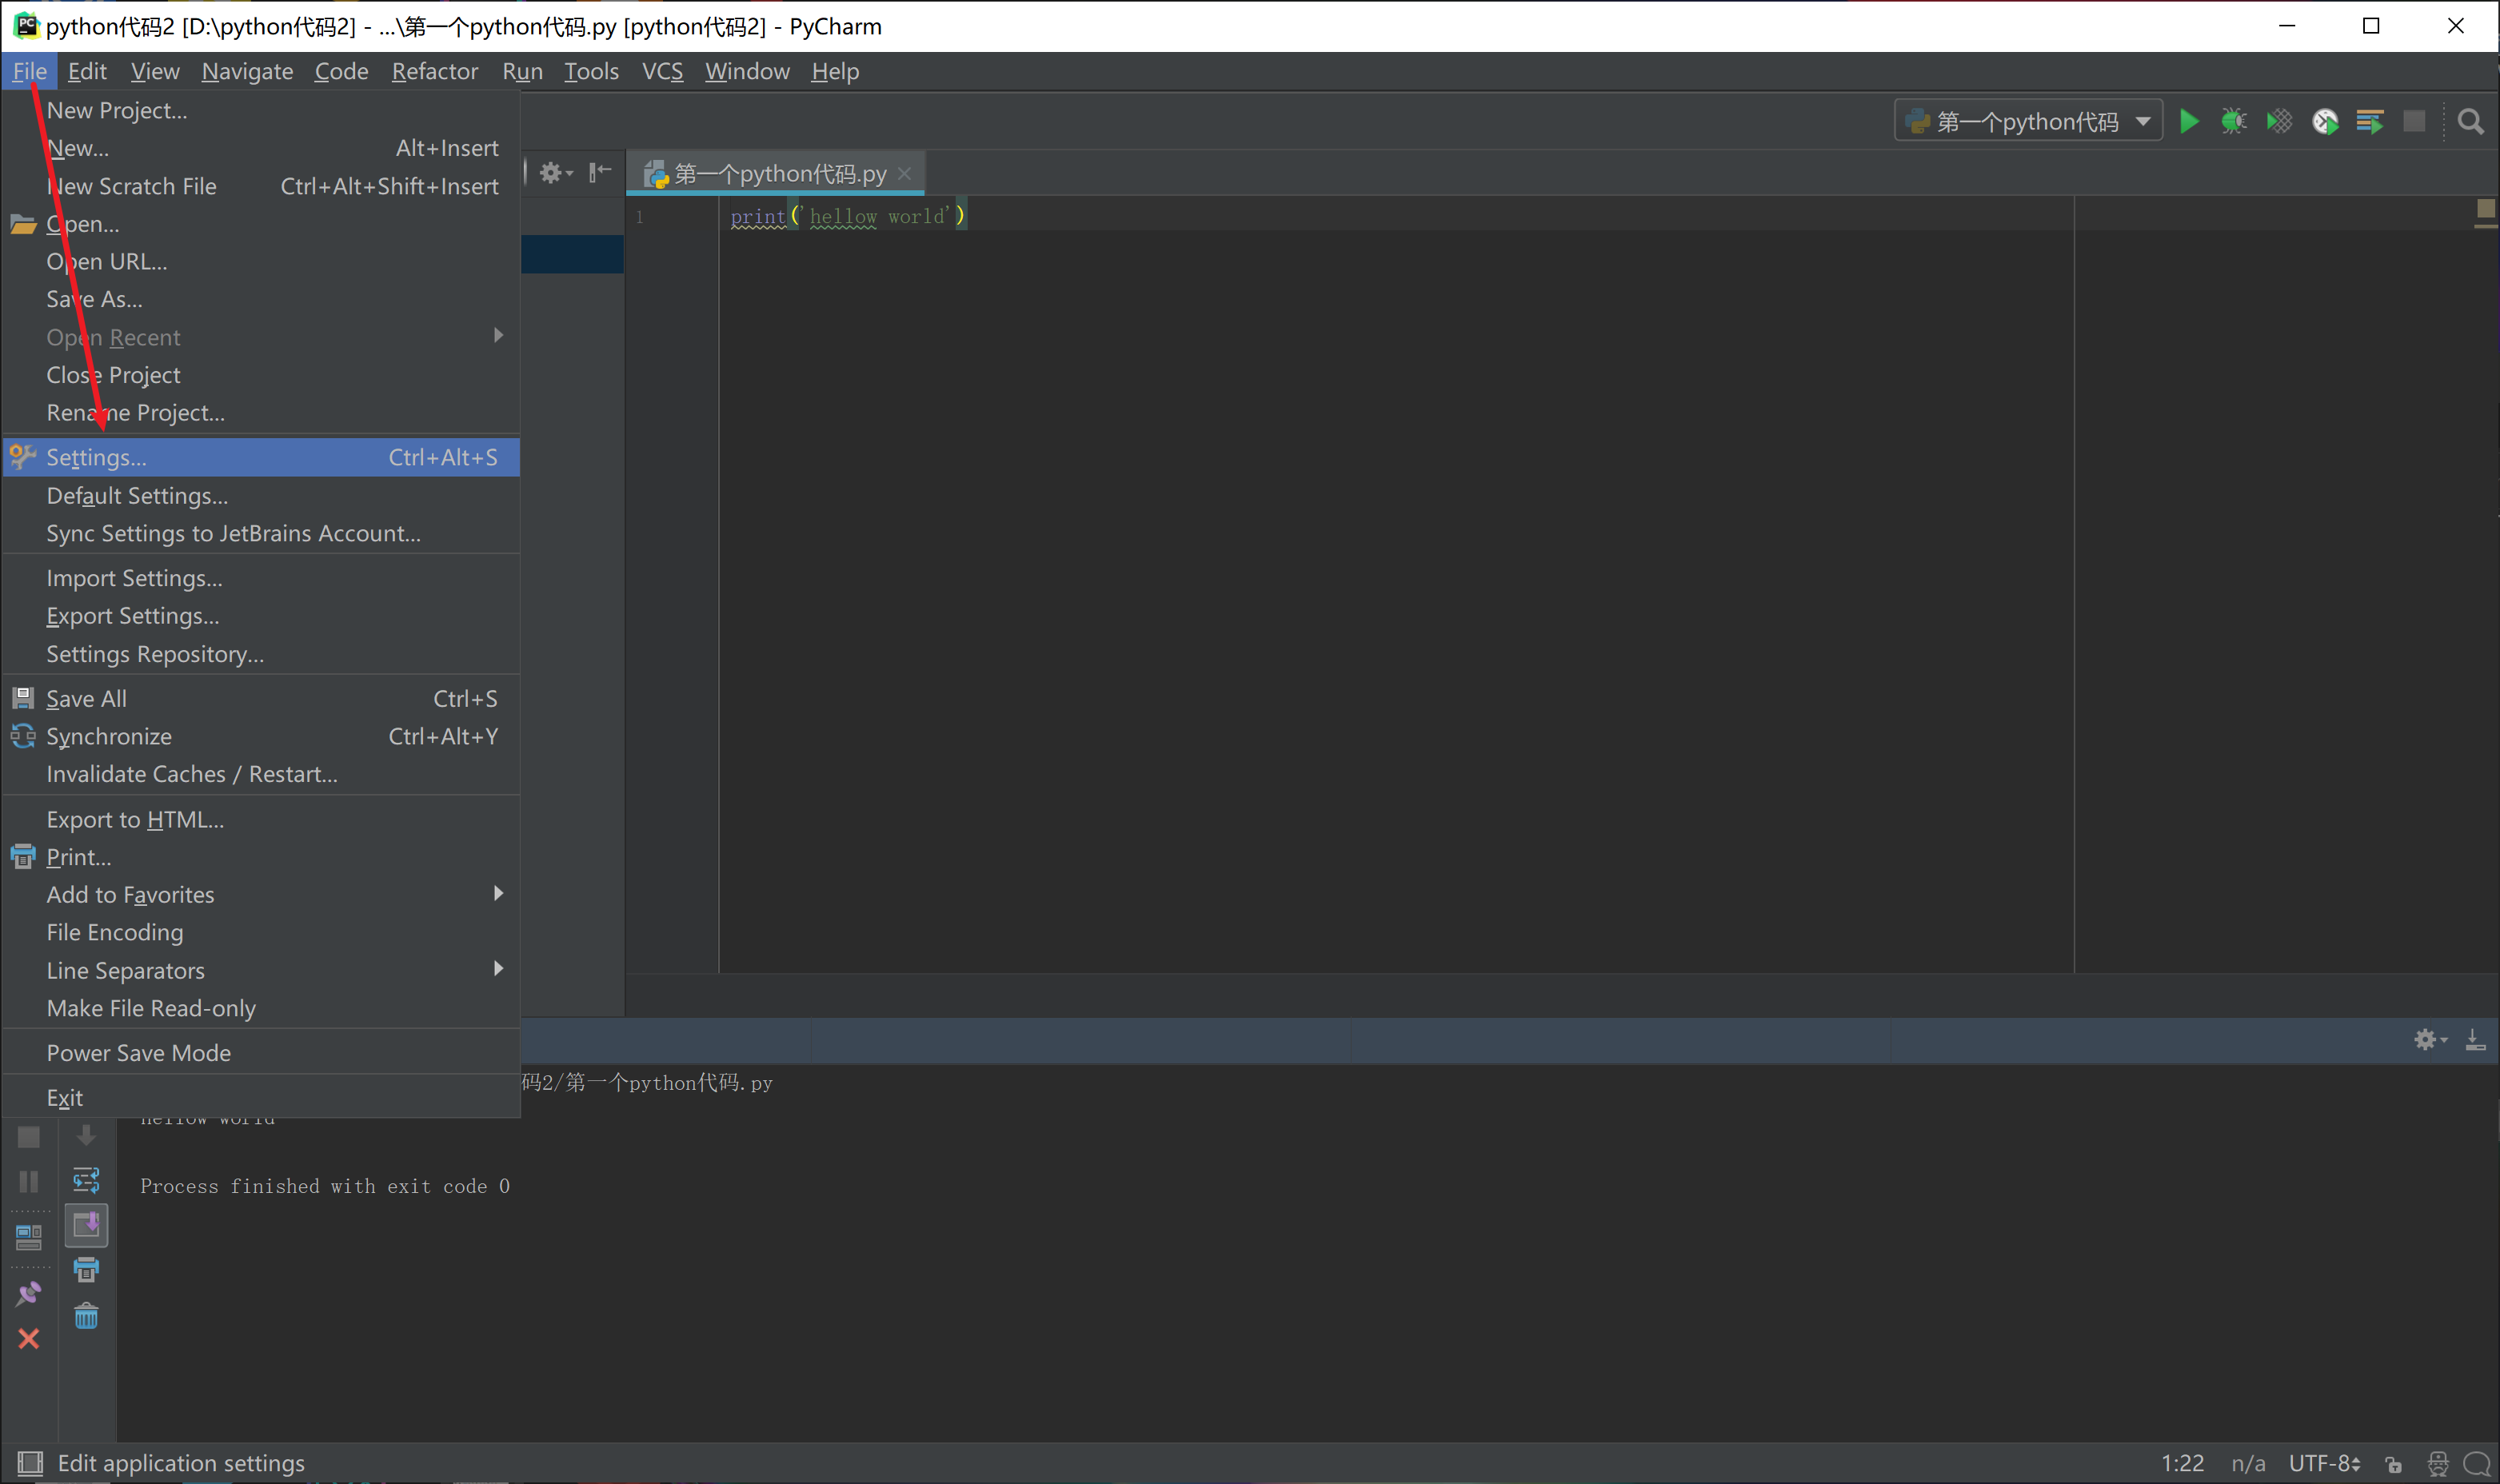 python代码2 [D:\python代码2] - ...\第一个python代码.py [python代码2] - PyCharm
File Edit View Navigate Code Refactor Run Tools VCS Window Help
New Project...
第一个python代码
New... Alt+Insert
New Scratch File Ctrl+Alt+Shift+Insert
第一个python代码.py
Open...
1 print('hellow world')
Open URL...
Save As...
Open Recent
Close Project
Rename Project...
Settings... Ctrl+Alt+S
Default Settings...
Sync Settings to JetBrains Account...
Import Settings...
Export Settings...
Settings Repository...
Save All Ctrl+S
Synchronize Ctrl+Alt+Y
Invalidate Caches / Restart...
Export to HTML...
Print...
Add to Favorites
File Encoding
Line Separators
Make File Read-only
Power Save Mode
Exit
码2/第一个python代码.py
hellow world
Process finished with exit code 0
Edit application settings 1:22 n/a UTF-8